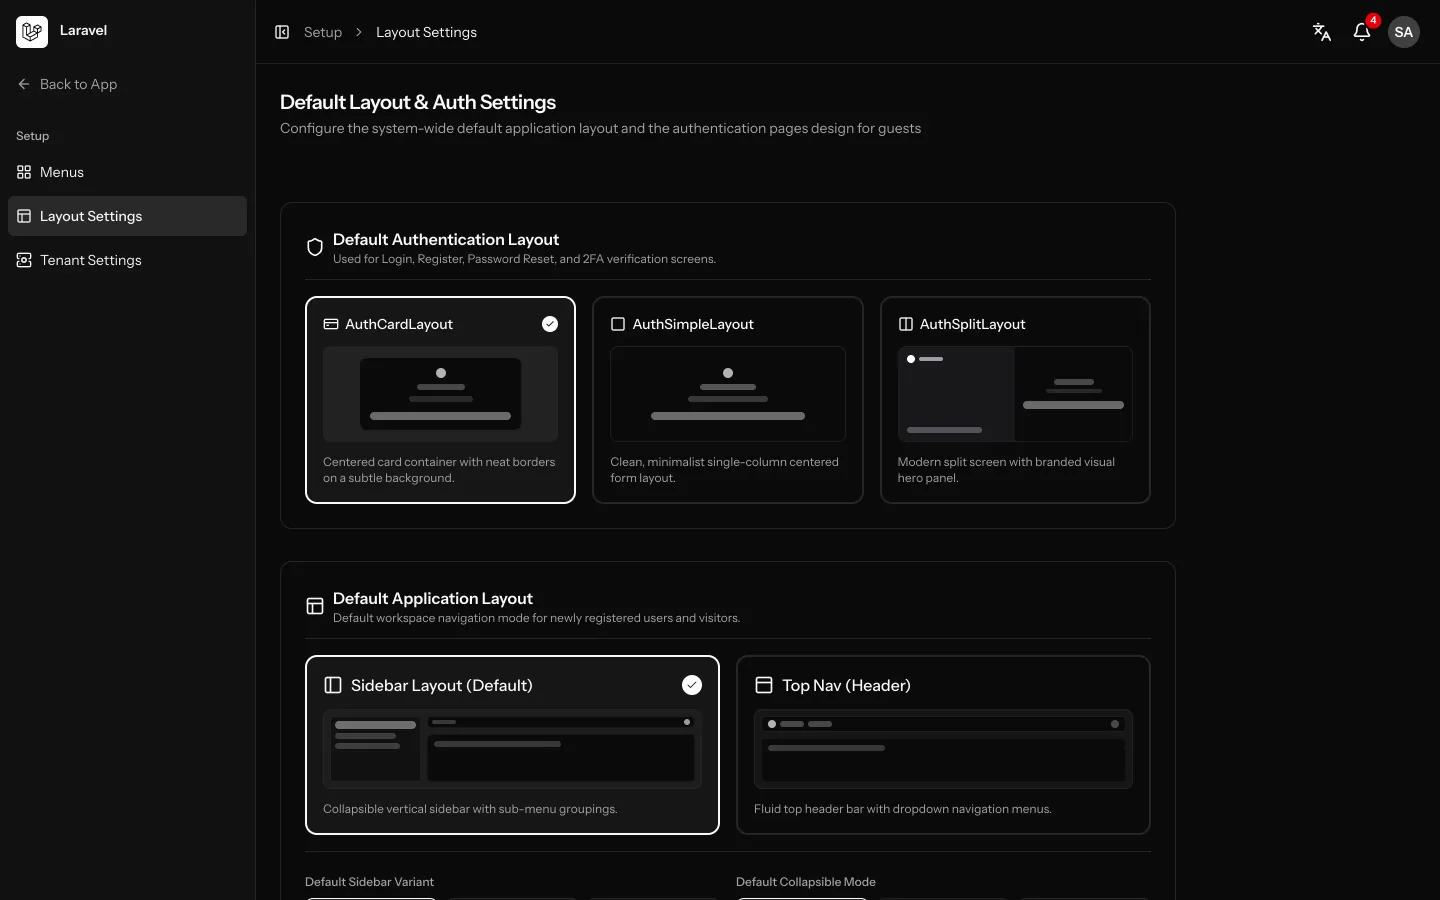 Laravel
Back to App
Setup
Menus
Layout Settings
Tenant Settings
Setup > Layout Settings
4
SA
Default Layout & Auth Settings
Configure the system-wide default application layout and the authentication pages design for guests
Default Authentication Layout
Used for Login, Register, Password Reset, and 2FA verification screens.
AuthCardLayout
Centered card container with neat borders
on a subtle background.
AuthSimpleLayout
Clean, minimalist single-column centered
form layout.
AuthSplitLayout
Modern split screen with branded visual
hero panel.
Default Application Layout
Default workspace navigation mode for newly registered users and visitors.
Sidebar Layout (Default)
Collapsible vertical sidebar with sub-menu groupings.
Top Nav (Header)
Fluid top header bar with dropdown navigation menus.
Default Sidebar Variant
Default Collapsible Mode